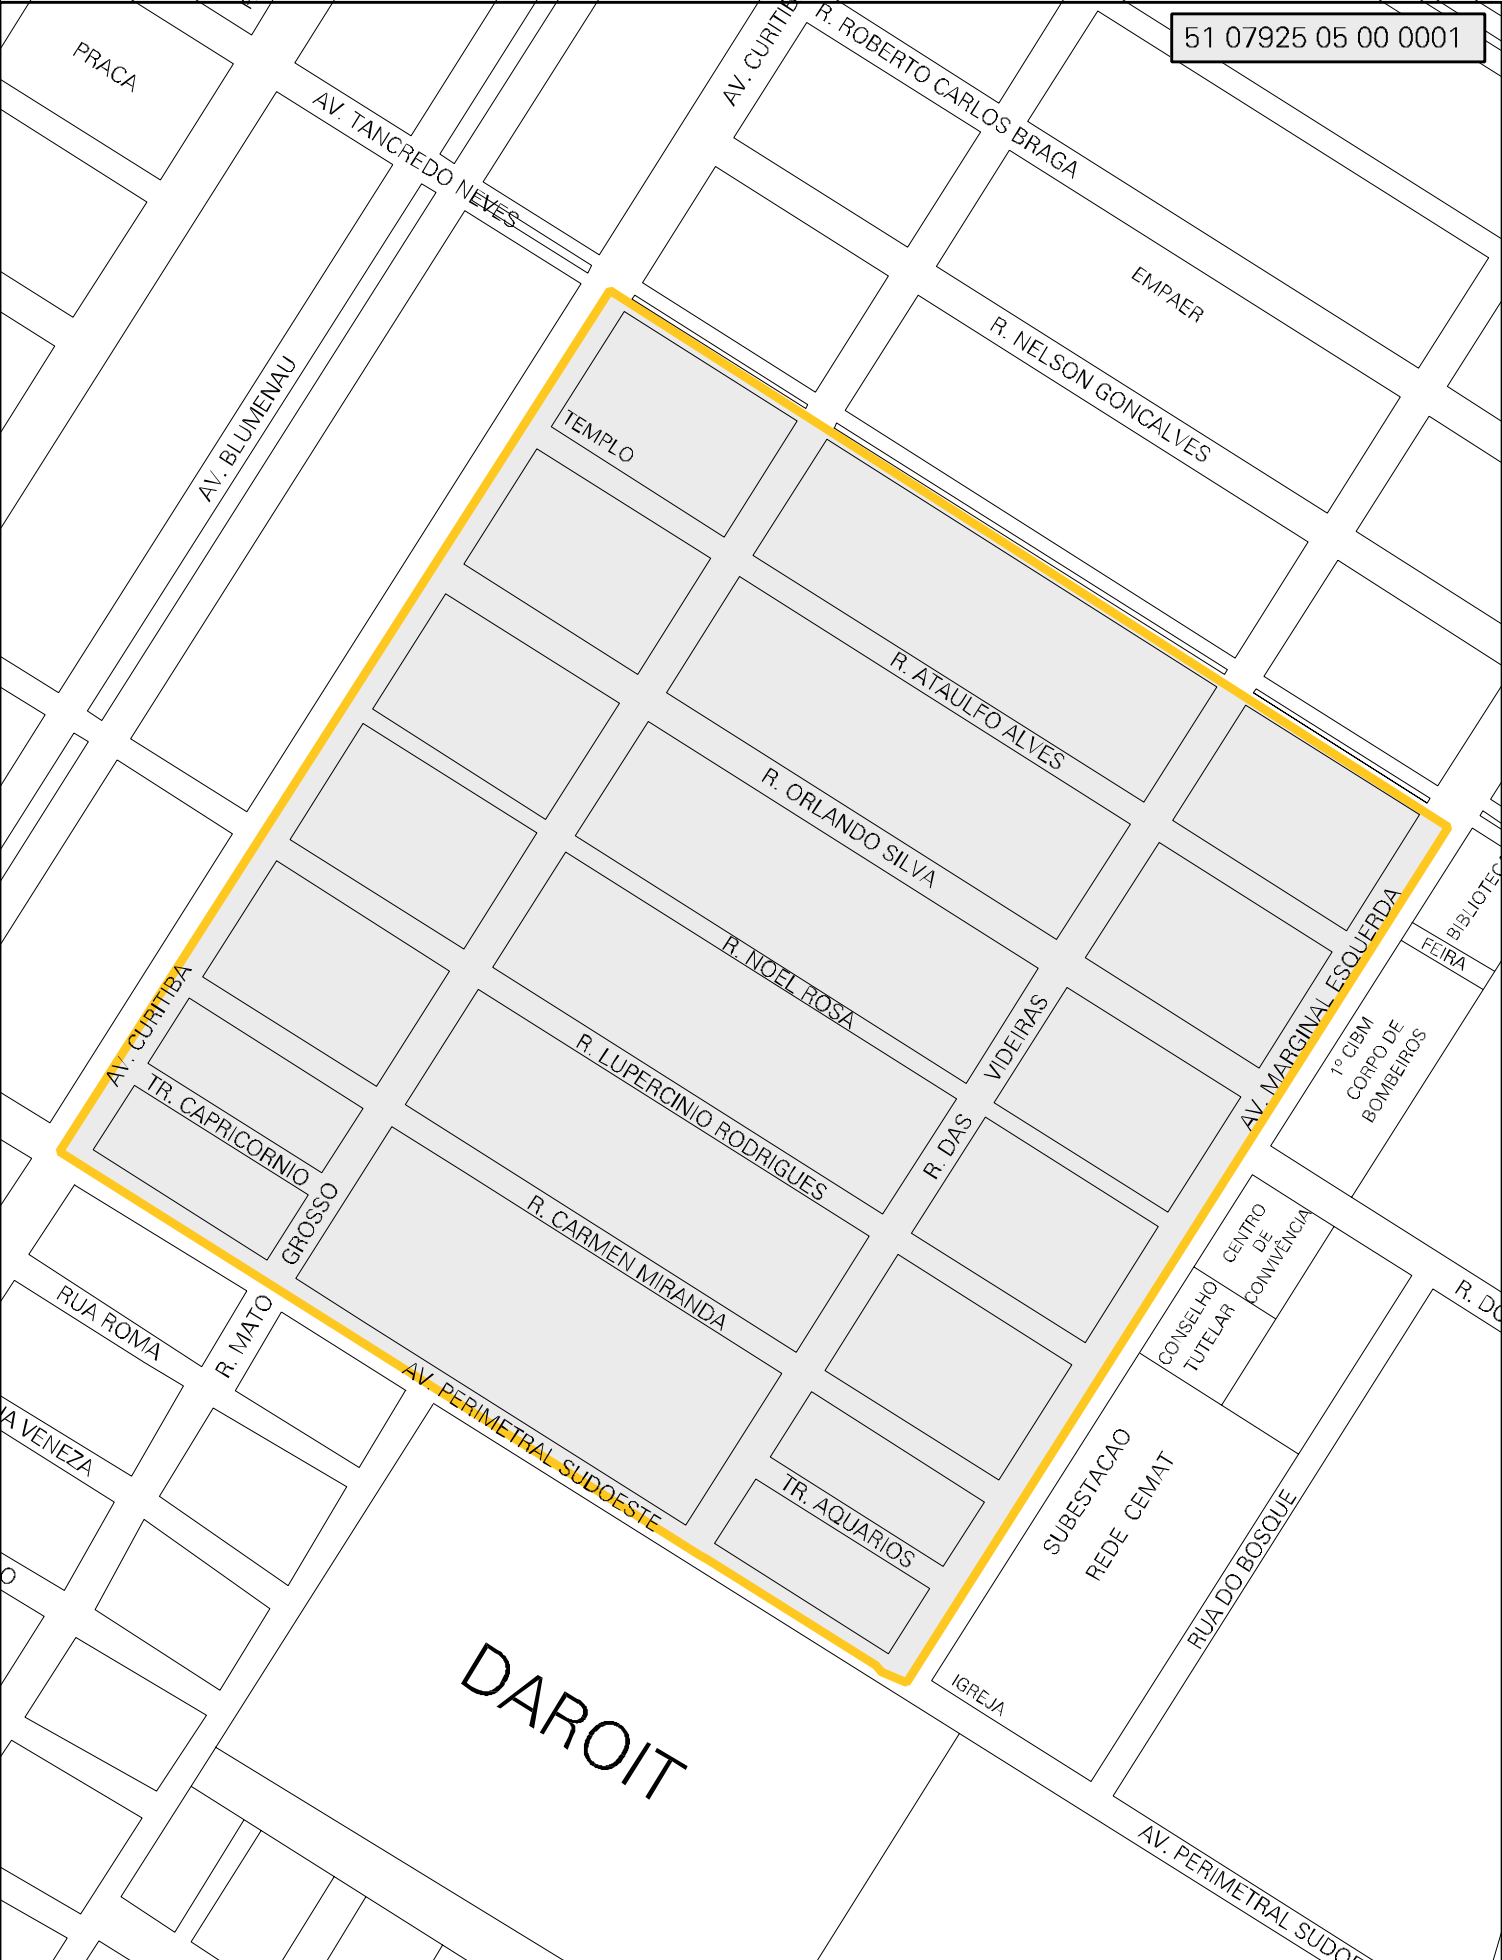 51 07925 05 00 0001
PRACA
AV. TANCREDO NEVES
AV. CURITIB
R. ROBERTO CARLOS BRAGA
EMPAER
R. NELSON GONCALVES
AV. BLUMENAU
TEMPLO
R. ATAULFO ALVES
R. ORLANDO SILVA
R. NOEL ROSA
R. LUPERCINIO RODRIGUES
R. CARMEN MIRANDA
R. DAS VIDEIRAS
AV. MARGINAL ESQUERDA
BIBLIOTEC
FEIRA
1º CIBM
CORPO DE
BOMBEIROS
AV. CURITIBA
TR. CAPRICORNIO
R. MATO GROSSO
RUA ROMA
UA VENEZA
O
AV. PERIMETRAL SUDOESTE
TR. AQUARIOS
CENTRO
DE
CONVIVÊNCIA
CONSELHO
TUTELAR
R. DO
SUBESTACAO
REDE CEMAT
RUA DO BOSQUE
IGREJA
DAROIT
AV. PERIMETRAL SUDOE